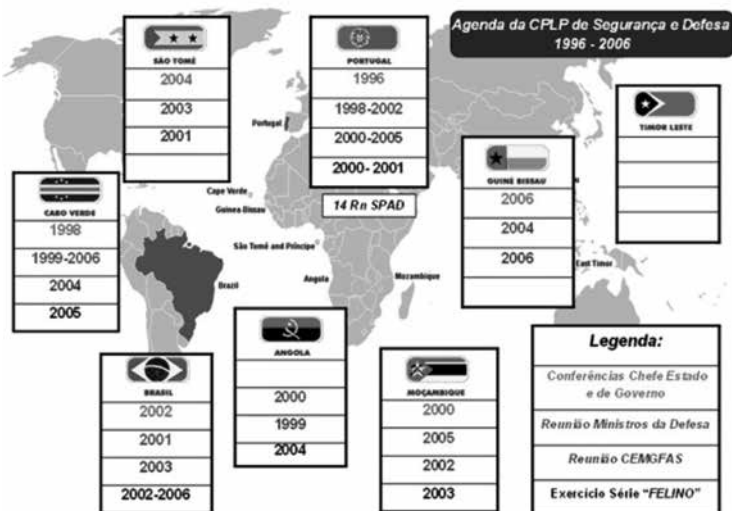 Agenda da CPLP de Segurança e Defesa
1996 - 2006
SÃO TOMÉ
2004
2003
2001
PORTUGAL
1996
1998-2002
2000-2005
2000- 2001
14 Rn SPAD
TIMOR LESTE
GUINÉ BISSAU
2006
2004
2006
CABO VERDE
1998
1999-2006
2004
2005
Portugal
Cape Verde
Guinea-Bissau
São Tomé and Príncipe
Brazil
Angola
Mozambique
East Timor
ANGOLA
2000
1999
2004
BRASIL
2002
2001
2003
2002-2006
MOÇAMBIQUE
2000
2005
2002
2003
Legenda:
Conferências Chefe Estado
e de Governo
Reunião Ministros da Defesa
Reunião CEMGFAS
Exercício Série "FELINO"